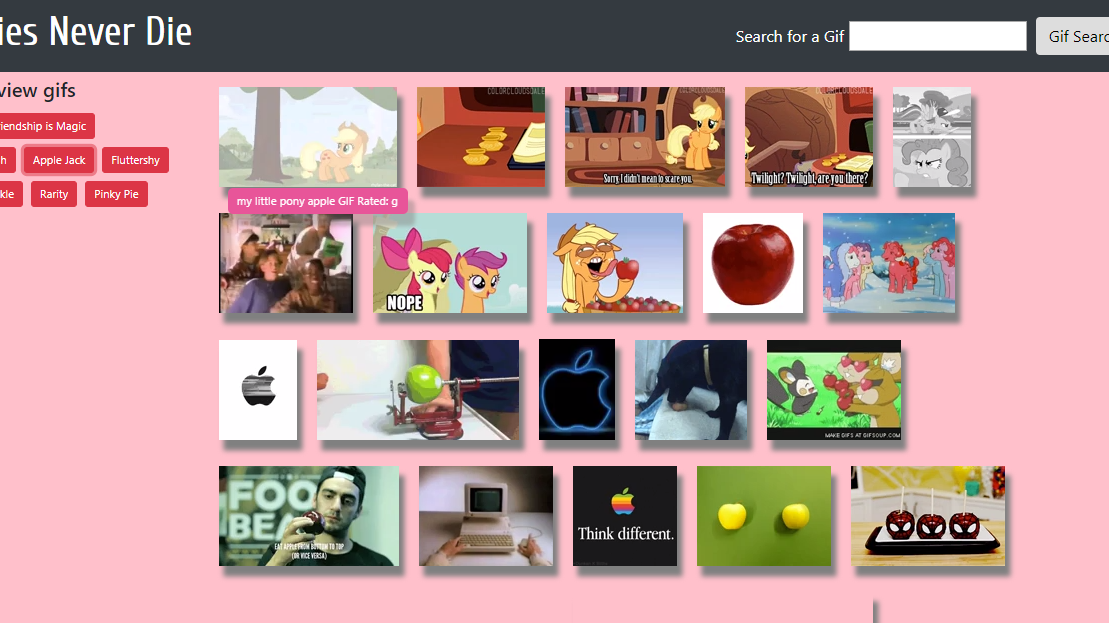 ies Never Die
Search for a Gif
Gif Searc
view gifs
riendship is Magic
h
Apple Jack
Fluttershy
kle
Rarity
Pinky Pie
COLORCLOUDSDALE
COLORCLOUDSDALE
Sorry, I didn't mean to scare you.
Twilight? Twilight, are you there?
my little pony apple GIF Rated: g
NOPE
MAKE GIFS AT GIFSOUP.COM
FOO
BEA
EAT APPLE FROM BOTTOM TO TOP
(OR VICE VERSA)
Think different.